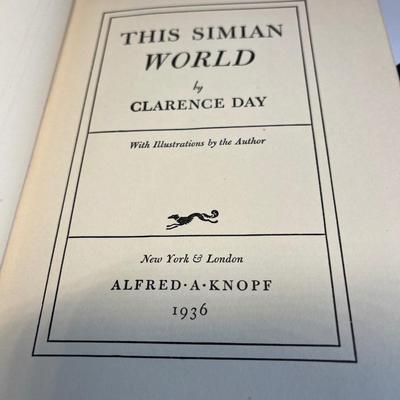 THIS SIMIAN
WORLD
by
CLARENCE DAY
With Illustrations by the Author
New York & London
ALFRED·A·KNOPF
1936